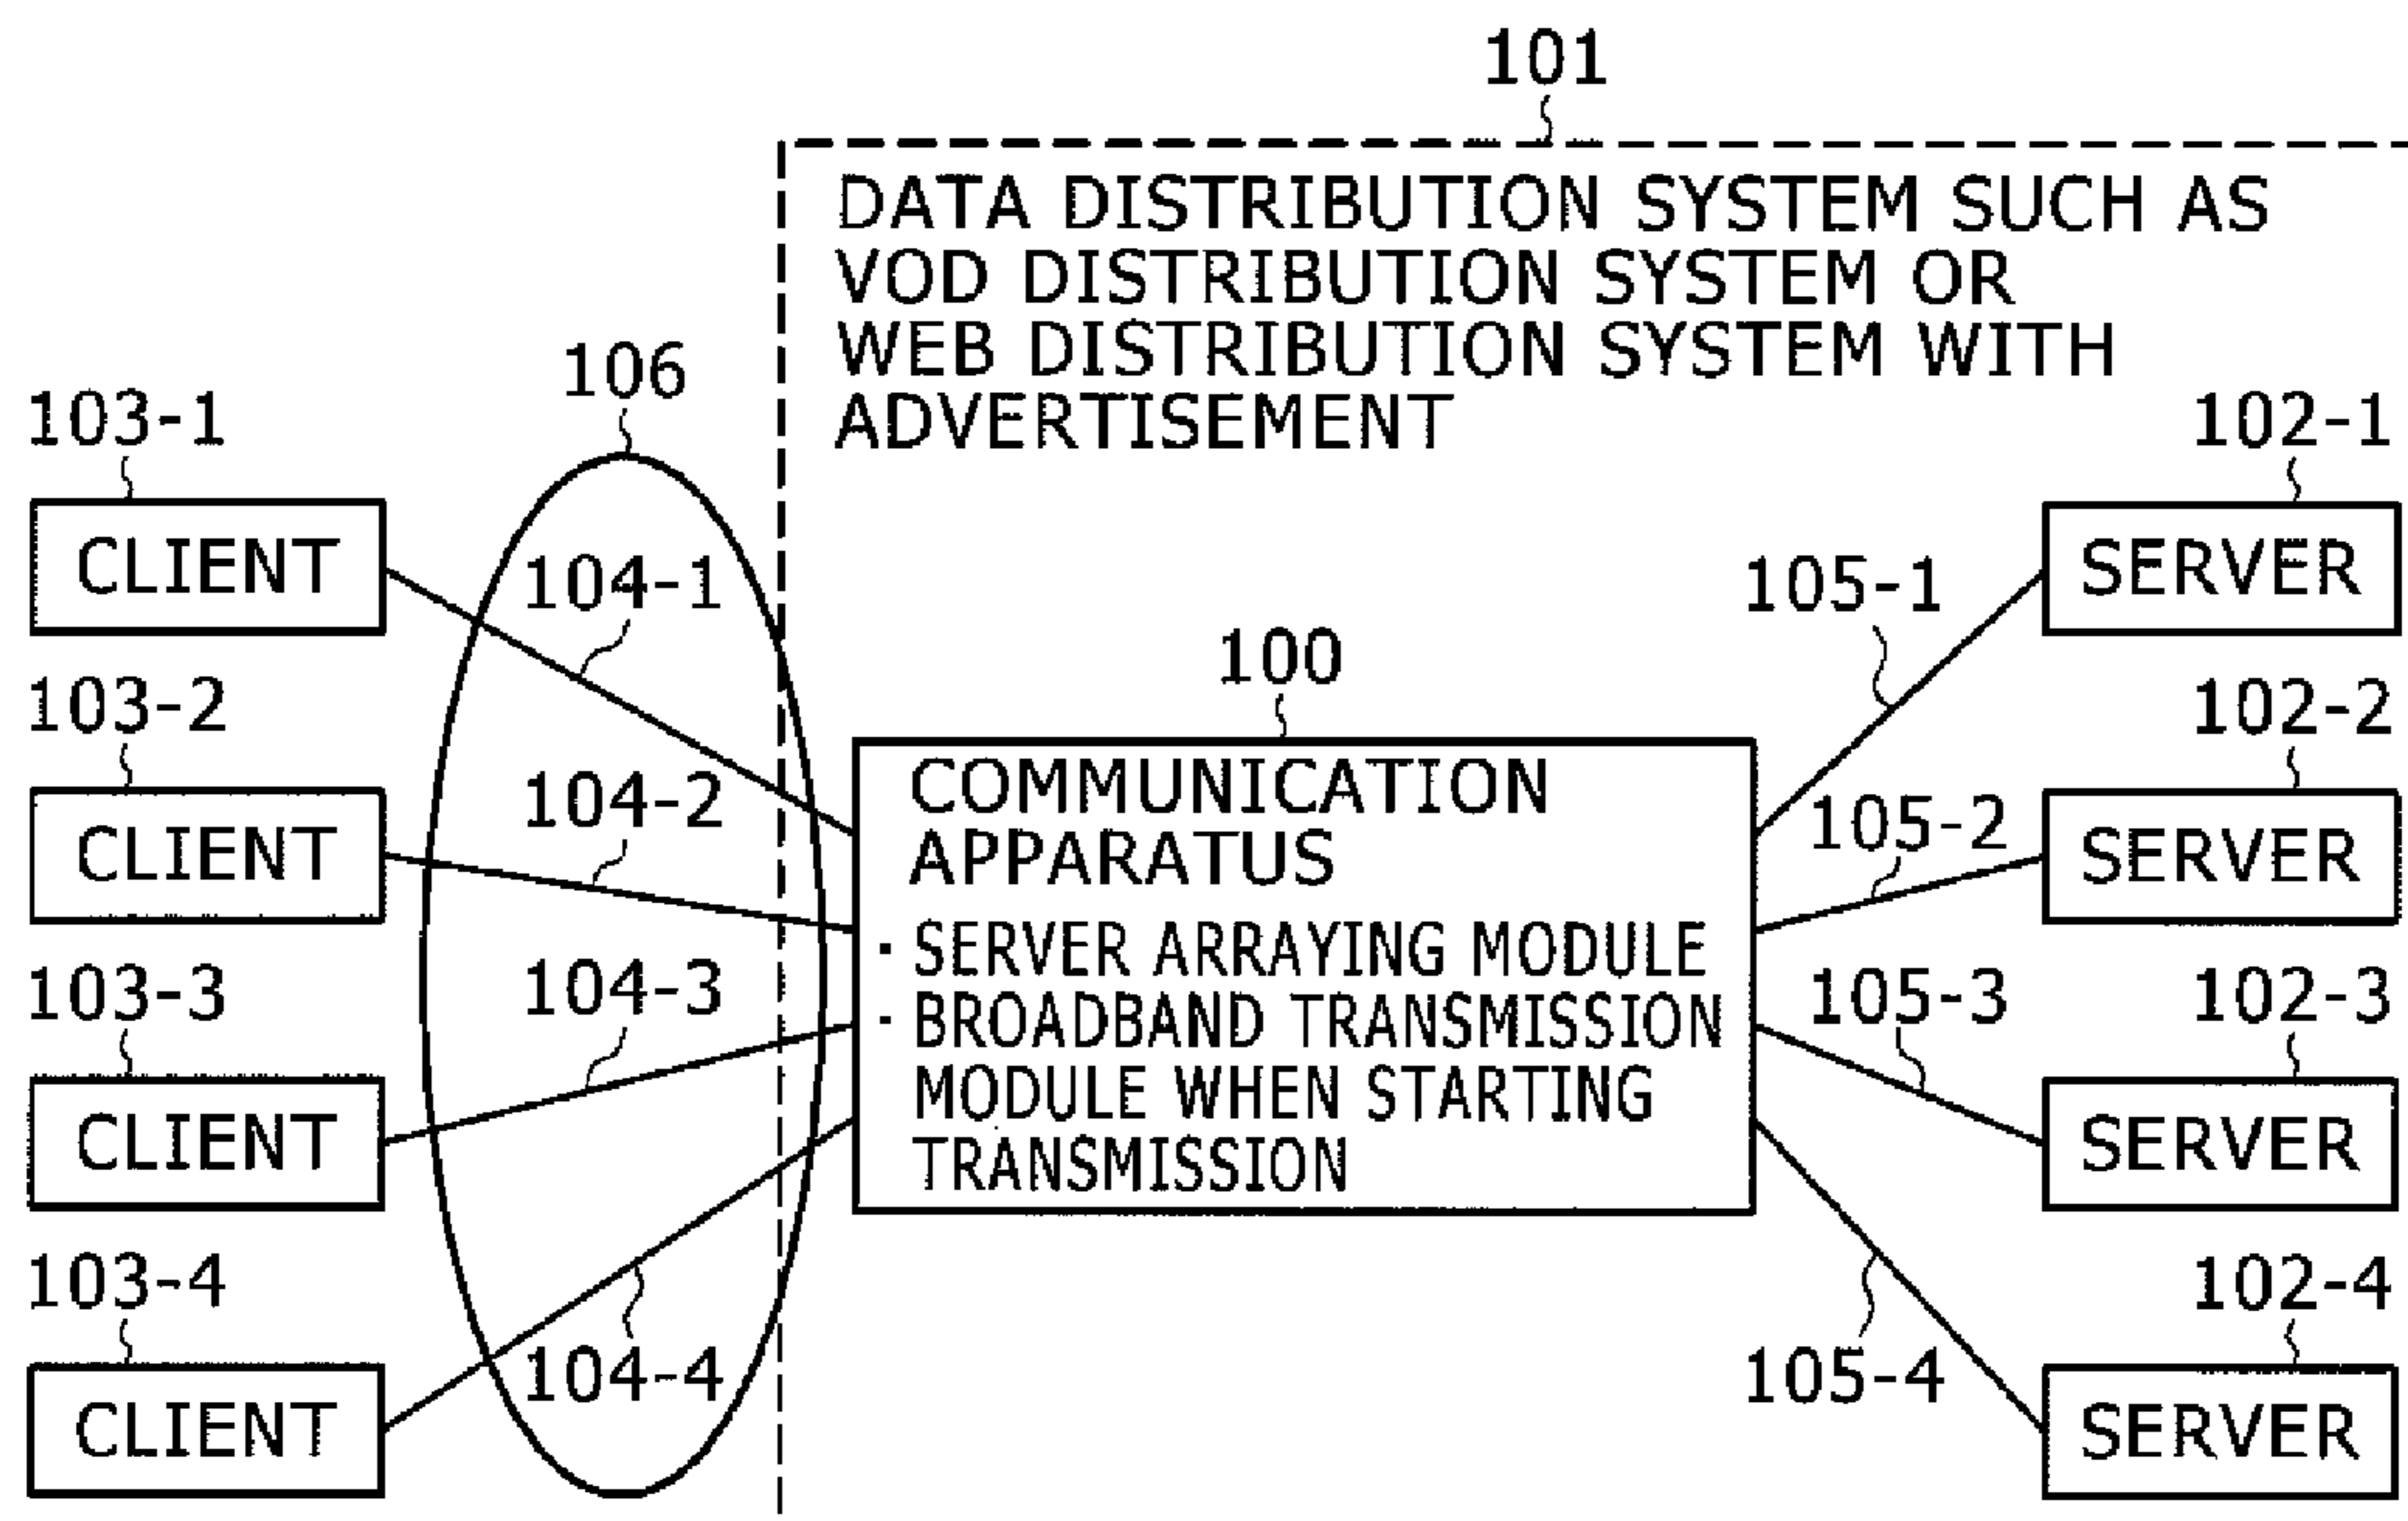 101
DATA DISTRIBUTION SYSTEM SUCH AS
VOD DISTRIBUTION SYSTEM OR
WEB DISTRIBUTION SYSTEM WITH
ADVERTISEMENT
106
103-1
CLIENT
103-2
CLIENT
103-3
CLIENT
103-4
CLIENT
104-1
104-2
104-3
104-4
100
COMMUNICATION
APPARATUS
· SERVER ARRAYING MODULE
· BROADBAND TRANSMISSION
MODULE WHEN STARTING
TRANSMISSION
105-1
105-2
105-3
105-4
102-1
SERVER
102-2
SERVER
102-3
SERVER
102-4
SERVER